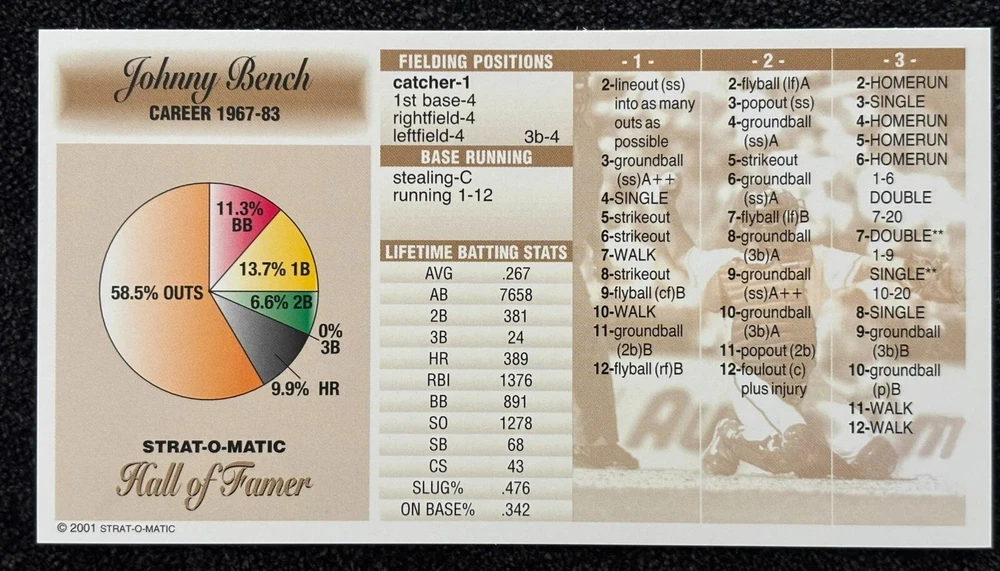 Johnny Bench
CAREER 1967-83
11.3%
BB
13.7% 1B
6.6% 2B
58.5% OUTS
0%
3B
9.9% HR
STRAT-O-MATIC
Hall of Famer
© 2001 STRAT-O-MATIC
FIELDING POSITIONS
catcher-1
1st base-4
rightfield-4
leftfield-4 3b-4
BASE RUNNING
stealing-C
running 1-12
LIFETIME BATTING STATS
AVG .267
AB 7658
2B 381
3B 24
HR 389
RBI 1376
BB 891
SO 1278
SB 68
CS 43
SLUG% .476
ON BASE% .342
- 1 -
2-lineout (ss)
into as many
outs as
possible
3-groundball
(ss)A++
4-SINGLE
5-strikeout
6-strikeout
7-WALK
8-strikeout
9-flyball (cf)B
10-WALK
11-groundball
(2b)B
12-flyball (rf)B
- 2 -
2-flyball (lf)A
3-popout (ss)
4-groundball
(ss)A
5-strikeout
6-groundball
(ss)A
7-flyball (lf)B
8-groundball
(3b)A
9-groundball
(ss)A++
10-groundball
(3b)A
11-popout (2b)
12-foulout (c)
plus injury
- 3 -
2-HOMERUN
3-SINGLE
4-HOMERUN
5-HOMERUN
6-HOMERUN
1-6
DOUBLE
7-20
7-DOUBLE**
1-9
SINGLE**
10-20
8-SINGLE
9-groundball
(3b)B
10-groundball
(p)B
11-WALK
12-WALK